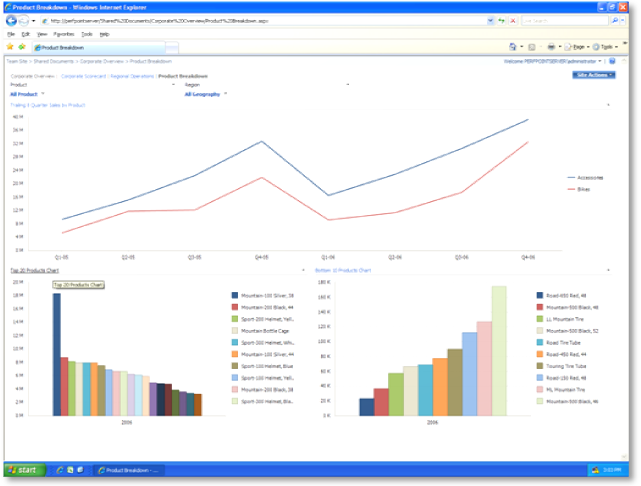 Product Breakdown - Windows Internet Explorer
http://perfpointserver/Shared%20Documents/Corporate%20Overview/Product%20Breakdown.aspx
File Edit View Favorites Tools Help
Product Breakdown
Page Tools
Team Site > Shared Documents > Corporate Overview > Product Breakdown
Welcome PERFPOINTSERVER\administrator
Corporate Overview | Corporate Scorecard | Regional Operations | Product Breakdown
Site Actions
Product
Region
All Product
All Geography
Trailing 8 Quarter Sales by Product
40 M
36 M
32 M
28 M
24 M
20 M
16 M
12 M
8 M
4 M
0 M
Q1-05 Q2-05 Q3-05 Q4-05 Q1-06 Q2-06 Q3-06 Q4-06
Accessories
Bikes
Top 20 Products Chart
Top 20 Products Chart
20 M
18 M
16 M
14 M
12 M
10 M
8 M
6 M
4 M
2 M
0 M
2006
Mountain-100 Silver, 38
Mountain-200 Black, 44
Sport-200 Helmet, Yell...
Mountain Bottle Cage
Sport-300 Helmet, Whi...
Mountain-100 Silver, 44
Sport-100 Helmet, Blue
Sport-100 Helmet, Yell...
Mountain-200 Black, 38
Sport-300 Helmet, Bla...
Bottom 10 Products Chart
180 K
160 K
140 K
120 K
100 K
80 K
60 K
40 K
20 K
0 K
2006
Road-650 Red, 48
Mountain-500 Black, 48
LL Mountain Tire
Mountain-500 Black, 52
Road Tire Tube
Road-450 Red, 44
Touring Tire Tube
Road-150 Red, 48
ML Mountain Tire
Mountain-500 Black, 46
start
Product Breakdown - ...